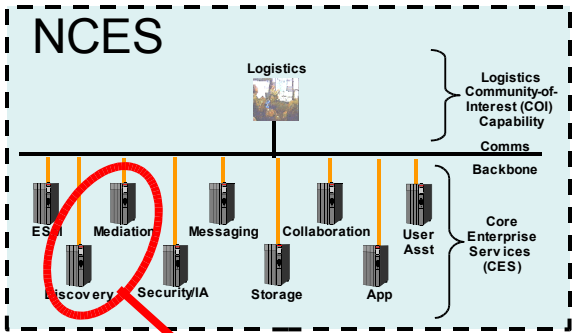 NCES
Logistics
Logistics
Community-of-
Interest (COI)
Capability
Comms
Backbone
ESM
Mediation
Messaging
Collaboration
User
Asst
Discovery
Security/IA
Storage
App
Core
Enterprise
Services
(CES)